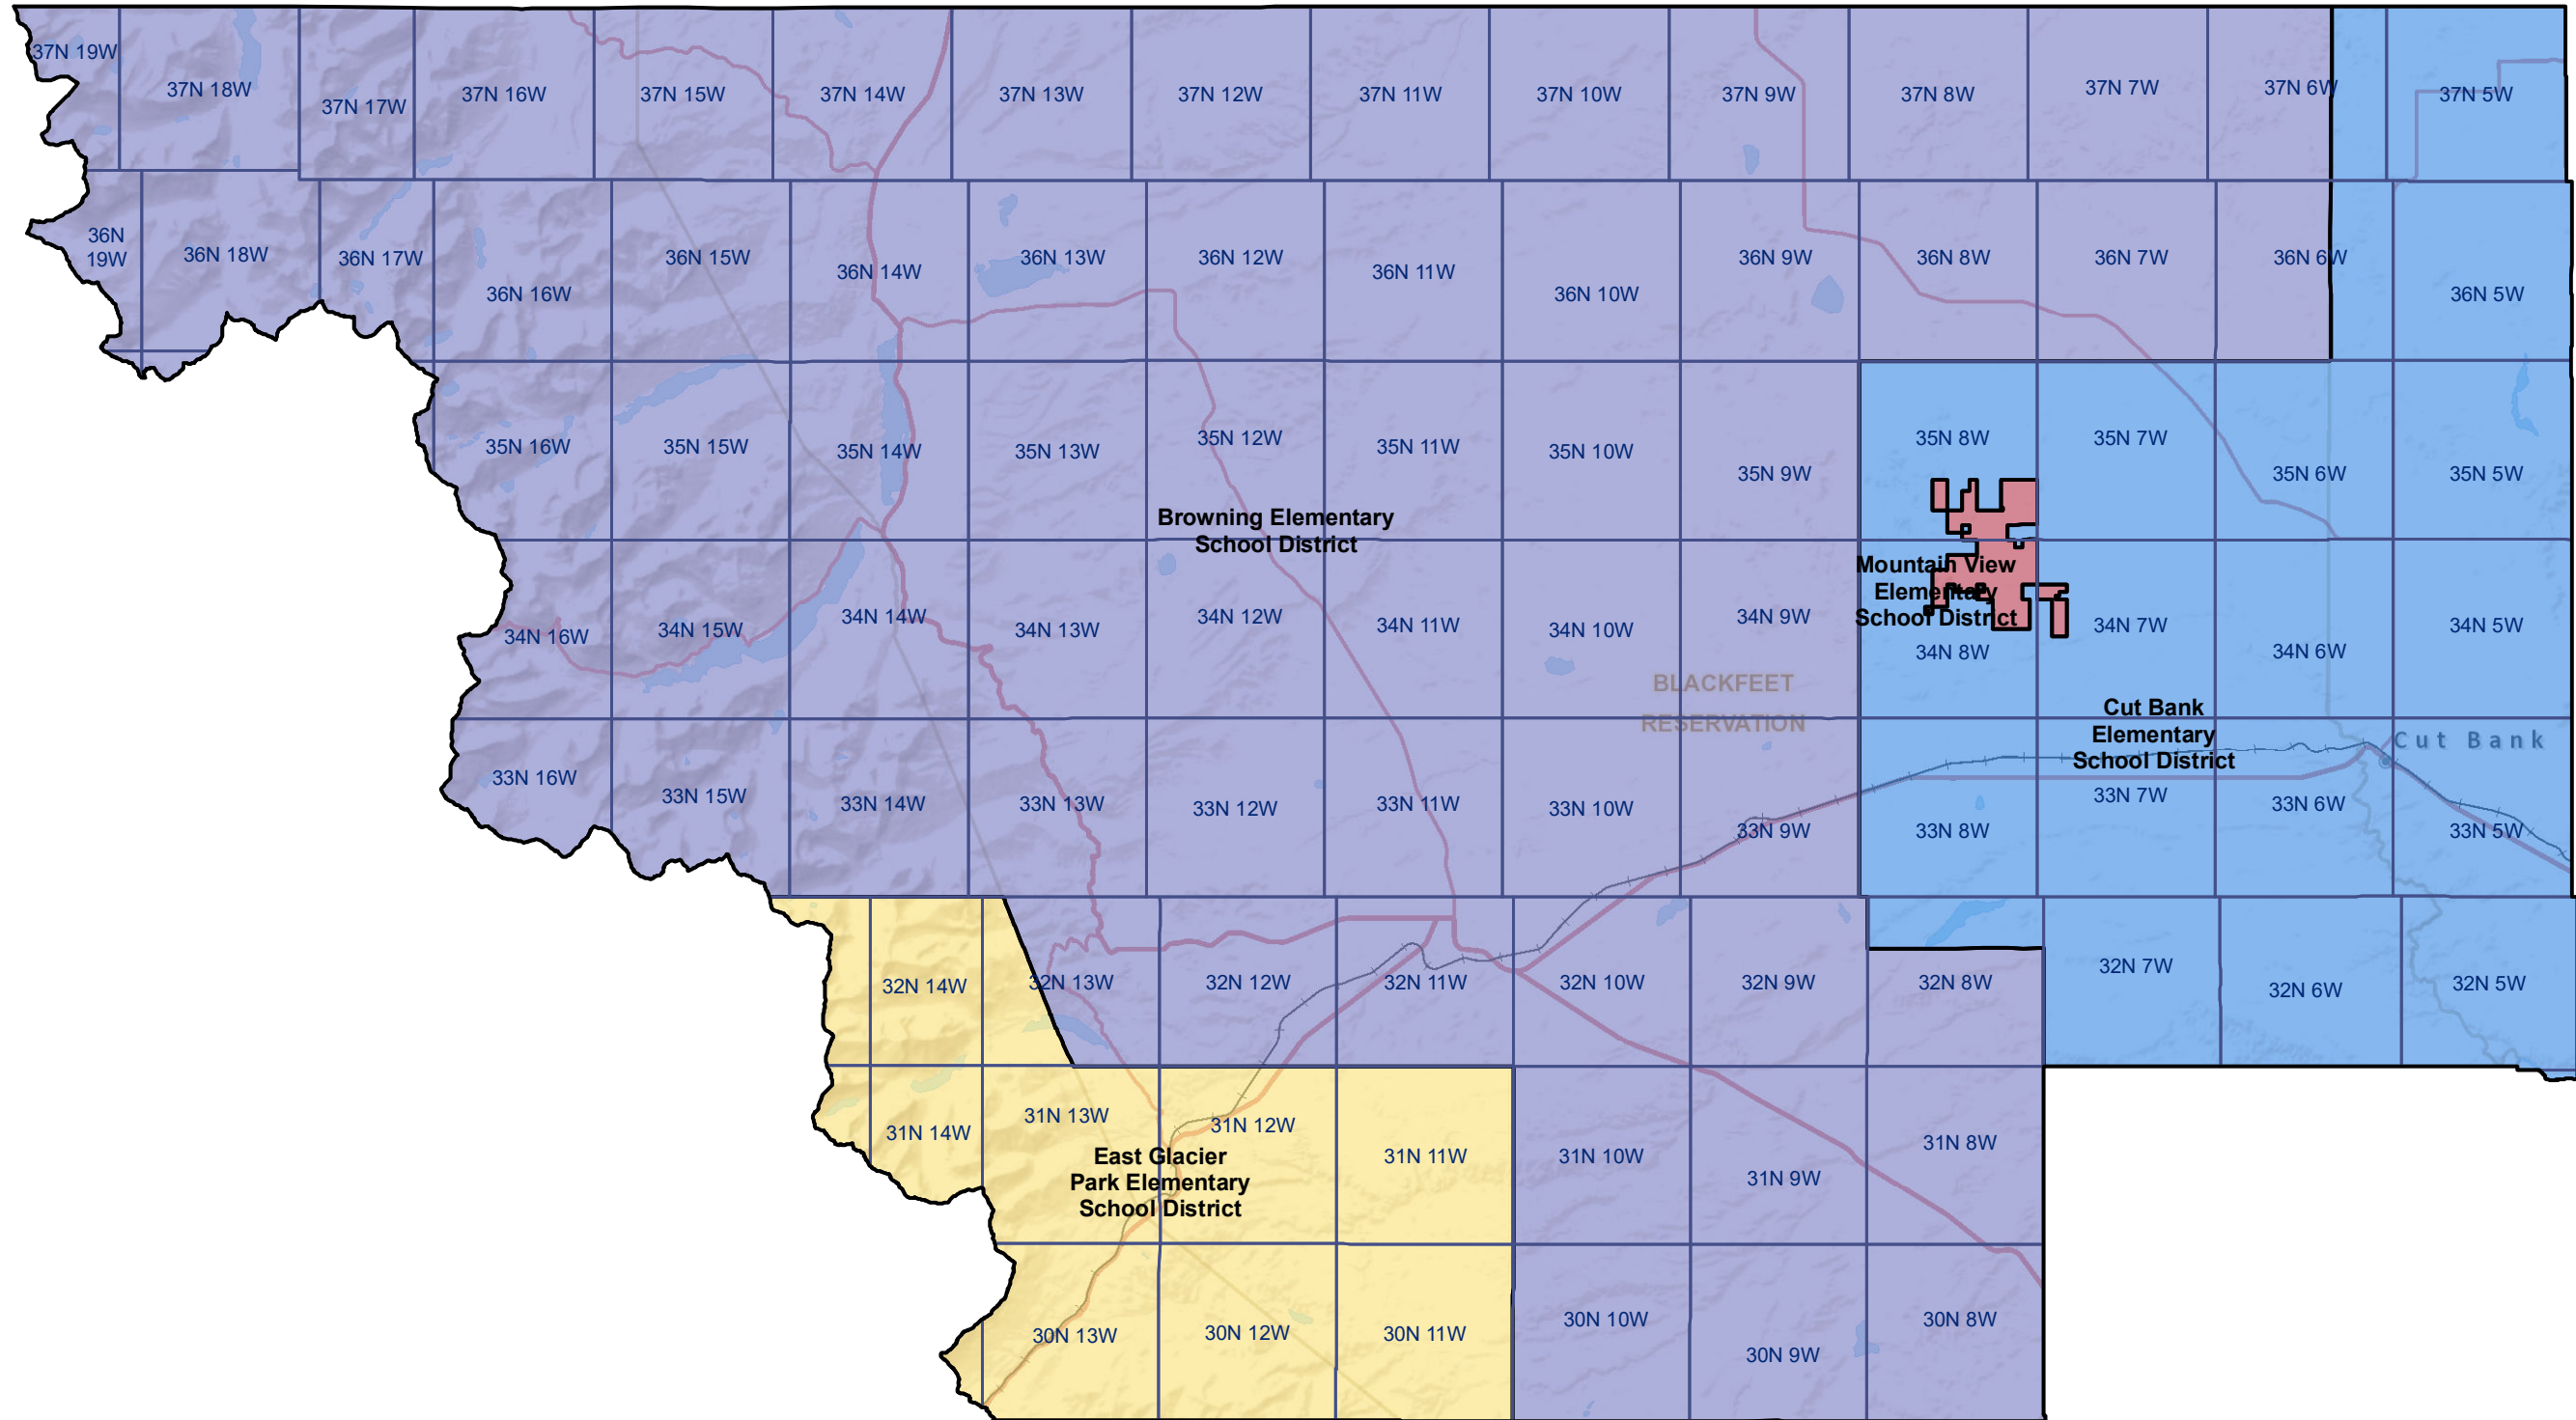 37N 19W
37N 18W
37N 17W
37N 16W
37N 15W
37N 14W
37N 13W
37N 12W
37N 11W
37N 10W
37N 9W
37N 8W
37N 7W
37N 6W
37N 5W
36N
19W
36N 18W
36N 17W
36N 16W
36N 15W
36N 14W
36N 13W
36N 12W
36N 11W
36N 10W
36N 9W
36N 8W
36N 7W
36N 6W
36N 5W
35N 16W
35N 15W
35N 14W
35N 13W
35N 12W
35N 11W
35N 10W
35N 9W
35N 8W
35N 7W
35N 6W
35N 5W
Browning Elementary
School District
Mountain View
Elementary
School District
34N 16W
34N 15W
34N 14W
34N 13W
34N 12W
34N 11W
34N 10W
34N 9W
34N 8W
34N 7W
34N 6W
34N 5W
BLACKFEET
RESERVATION
Cut Bank
Elementary
School District
Cut Bank
33N 16W
33N 15W
33N 14W
33N 13W
33N 12W
33N 11W
33N 10W
33N 9W
33N 8W
33N 7W
33N 6W
33N 5W
32N 14W
32N 13W
32N 12W
32N 11W
32N 10W
32N 9W
32N 8W
32N 7W
32N 6W
32N 5W
31N 14W
31N 13W
31N 12W
31N 11W
31N 10W
31N 9W
31N 8W
East Glacier
Park Elementary
School District
30N 13W
30N 12W
30N 11W
30N 10W
30N 9W
30N 8W